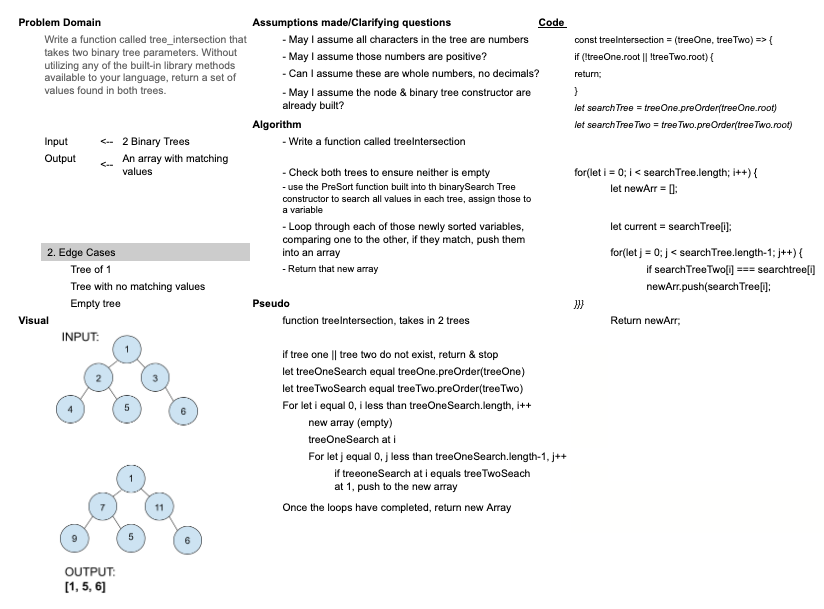 Problem Domain
Write a function called tree_intersection that
takes two binary tree parameters. Without
utilizing any of the built-in library methods
available to your language, return a set of
values found in both trees.
Input <-- 2 Binary Trees
Output <-- An array with matching
values
2. Edge Cases
Tree of 1
Tree with no matching values
Empty tree
Visual
INPUT:
1
2 3
4 5 6
1
7 11
9 5 6
OUTPUT:
[1, 5, 6]
Assumptions made/Clarifying questions
- May I assume all characters in the tree are numbers
- May I assume those numbers are positive?
- Can I assume these are whole numbers, no decimals?
- May I assume the node & binary tree constructor are
already built?
Algorithm
- Write a function called treeIntersection
- Check both trees to ensure neither is empty
- use the PreSort function built into th binarySearch Tree
constructor to search all values in each tree, assign those to
a variable
- Loop through each of those newly sorted variables,
comparing one to the other, if they match, push them
into an array
- Return that new array
Pseudo
function treeIntersection, takes in 2 trees
if tree one || tree two do not exist, return & stop
let treeOneSearch equal treeOne.preOrder(treeOne)
let treeTwoSearch equal treeTwo.preOrder(treeTwo)
For let i equal 0, i less than treeOneSearch.length, i++
new array (empty)
treeOneSearch at i
For let j equal 0, j less than treeOneSearch.length-1, j++
if treeoneSearch at i equals treeTwoSeach
at 1, push to the new array
Once the loops have completed, return new Array
Code
const treeIntersection = (treeOne, treeTwo) => {
if (!treeOne.root || !treeTwo.root) {
return;
}
let searchTree = treeOne.preOrder(treeOne.root)
let searchTreeTwo = treeTwo.preOrder(treeTwo.root)
for(let i = 0; i < searchTree.length; i++) {
let newArr = [];
let current = searchTree[i];
for(let j = 0; j < searchTree.length-1; j++) {
if searchTreeTwo[i] === searchtree[i]
newArr.push(searchTree[i];
}}}
Return newArr;